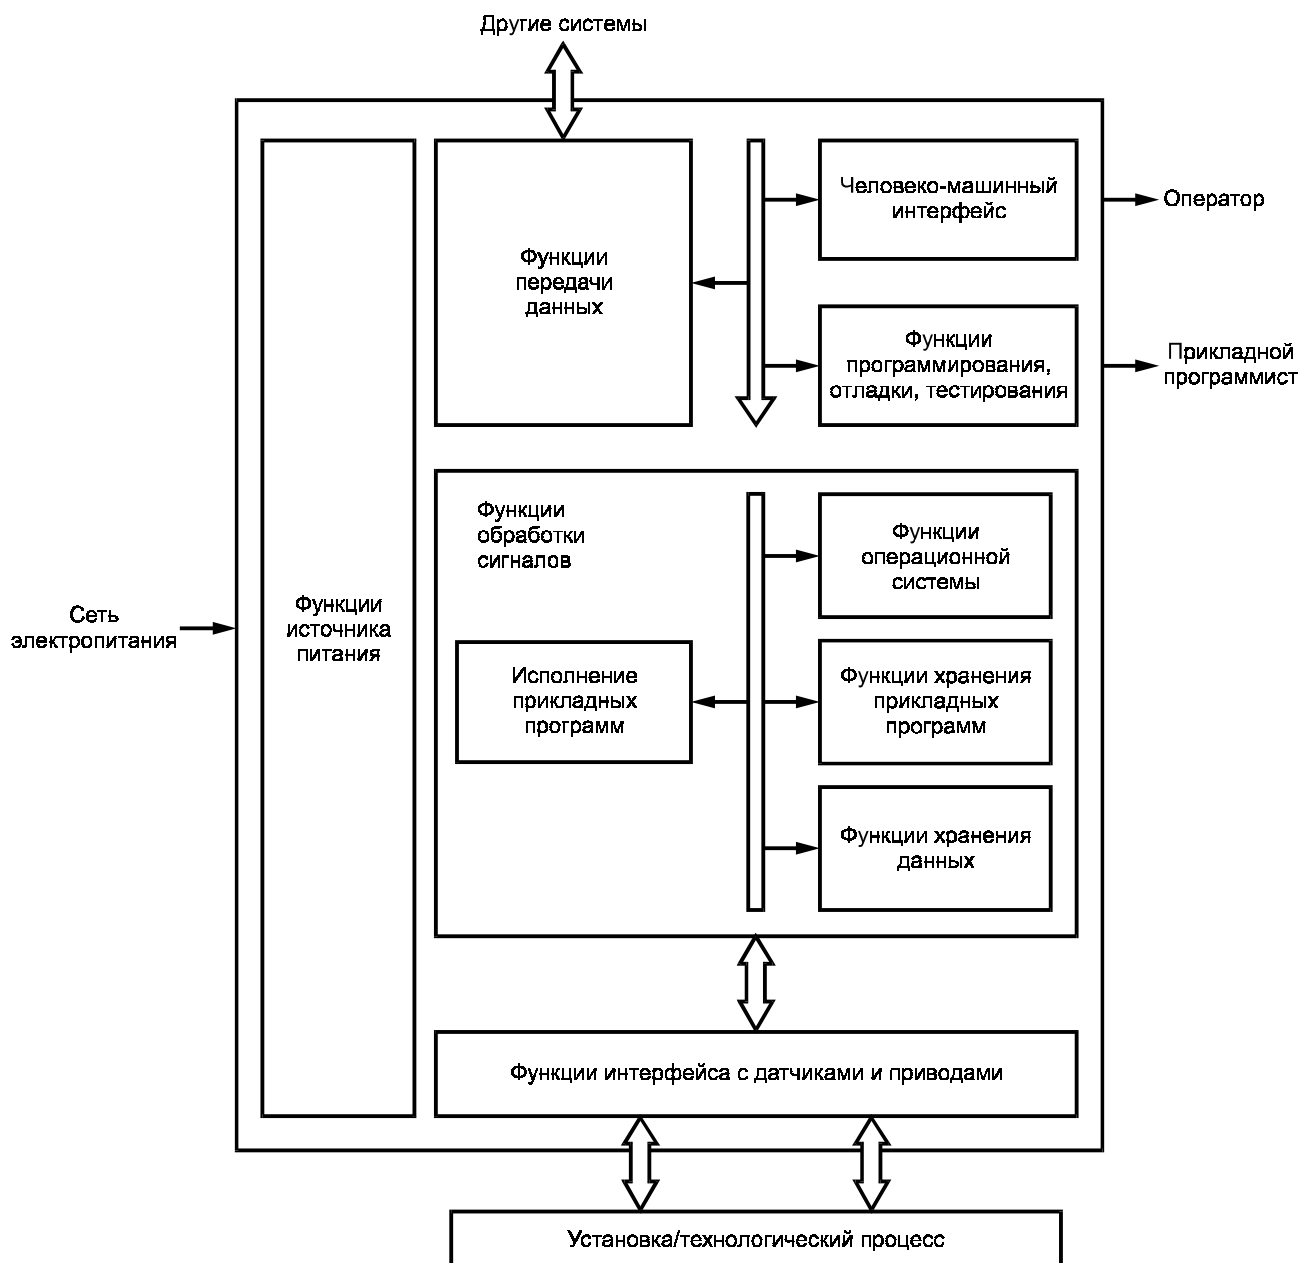 Другие системы
Человеко-машинный
интерфейс
Оператор
Функции
передачи
данных
Функции
программирования,
отладки, тестирования
Прикладной
программист
Функции
обработки
сигналов
Функции
операционной
системы
Сеть
электропитания
Функции
источника
питания
Исполнение
прикладных
программ
Функции хранения
прикладных
программ
Функции хранения
данных
Функции интерфейса с датчиками и приводами
Установка/технологический процесс